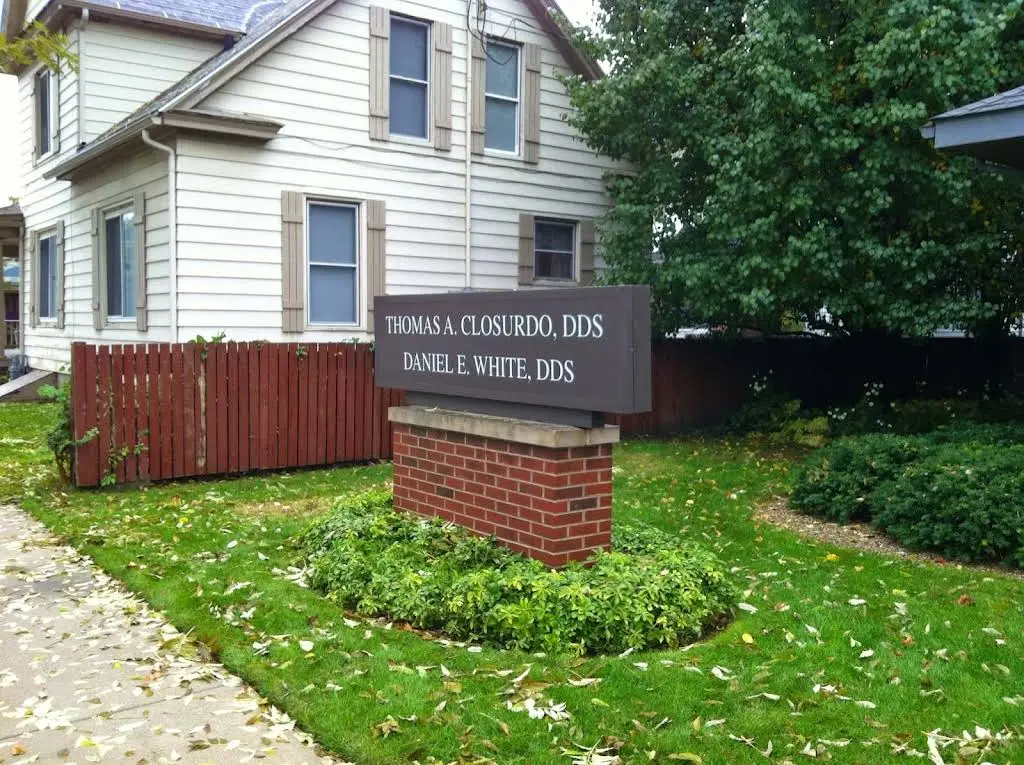 THOMAS A. CLOSURDO, DDS
DANIEL E. WHITE, DDS